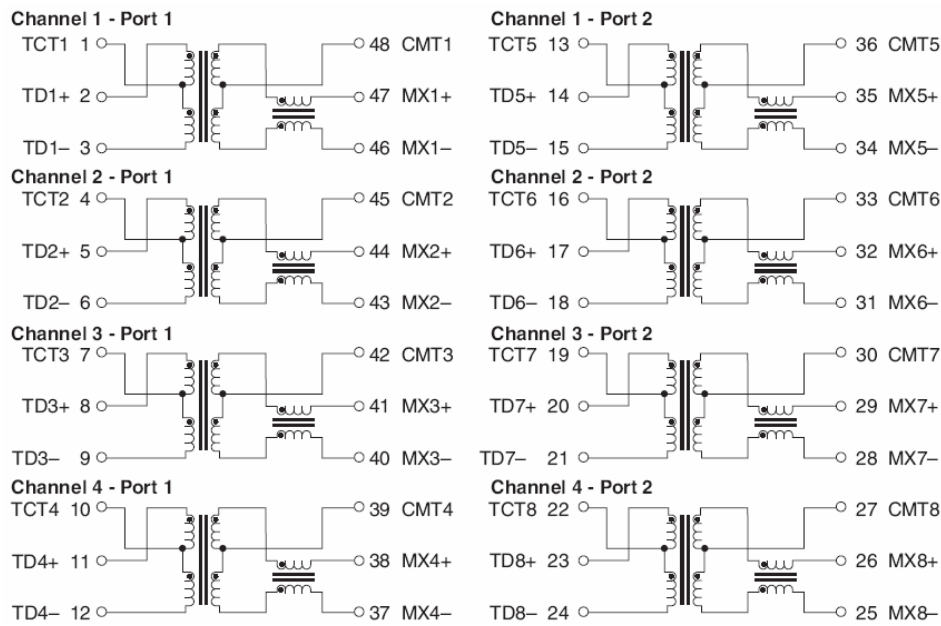 Channel 1 - Port 1
TCT1 1 48 CMT1
TD1+ 2 47 MX1+
TD1– 3 46 MX1–
Channel 2 - Port 1
TCT2 4 45 CMT2
TD2+ 5 44 MX2+
TD2– 6 43 MX2–
Channel 3 - Port 1
TCT3 7 42 CMT3
TD3+ 8 41 MX3+
TD3– 9 40 MX3–
Channel 4 - Port 1
TCT4 10 39 CMT4
TD4+ 11 38 MX4+
TD4– 12 37 MX4–
Channel 1 - Port 2
TCT5 13 36 CMT5
TD5+ 14 35 MX5+
TD5– 15 34 MX5–
Channel 2 - Port 2
TCT6 16 33 CMT6
TD6+ 17 32 MX6+
TD6– 18 31 MX6–
Channel 3 - Port 2
TCT7 19 30 CMT7
TD7+ 20 29 MX7+
TD7– 21 28 MX7–
Channel 4 - Port 2
TCT8 22 27 CMT8
TD8+ 23 26 MX8+
TD8– 24 25 MX8–